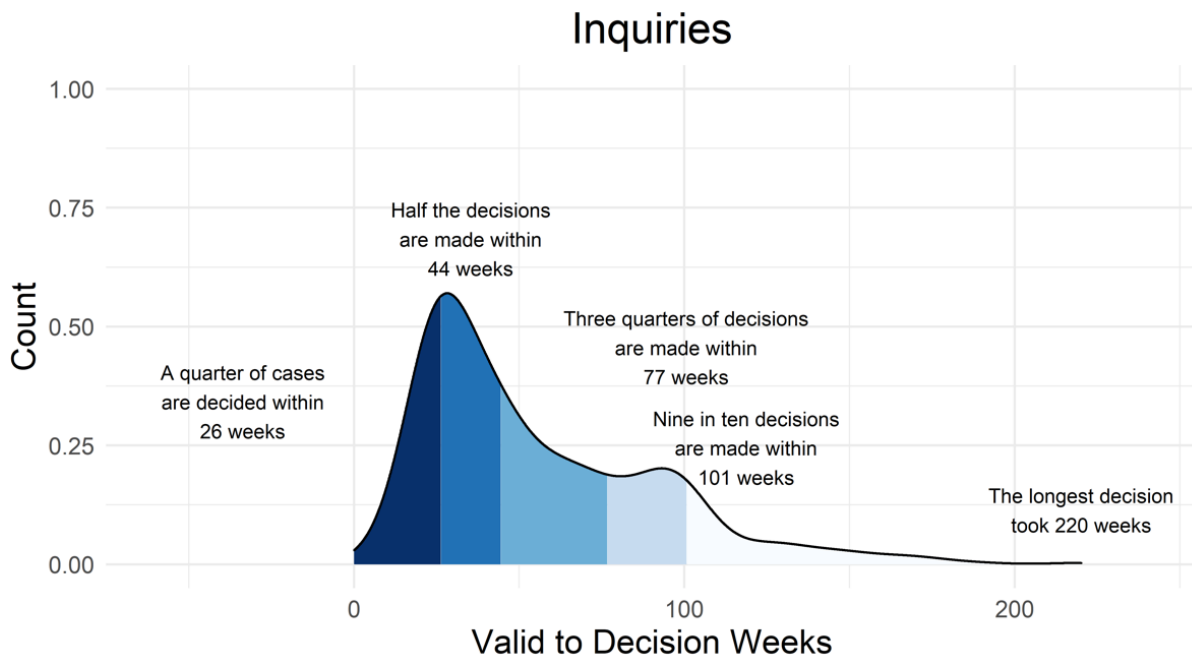 Inquiries
Count
1.00
0.75
0.50
0.25
0.00
Half the decisions
are made within
44 weeks
Three quarters of decisions
are made within
77 weeks
A quarter of cases
are decided within
26 weeks
Nine in ten decisions
are made within
101 weeks
The longest decision
took 220 weeks
0
100
200
Valid to Decision Weeks